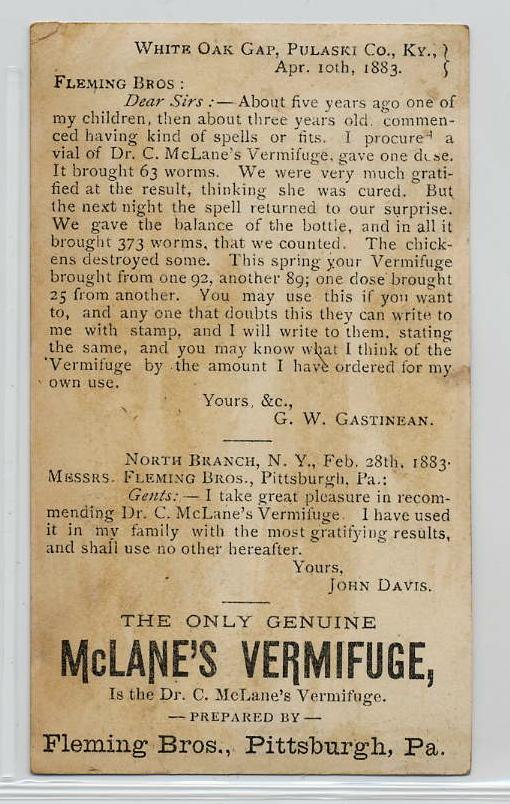 WHITE OAK GAP, PULASKI CO., KY., }
APR. 10th, 1883. }
FLEMING BROS :
Dear Sirs :— About five years ago one of
my children, then about three years old, commen-
ced having kind of spells or fits. I procured a
vial of Dr. C. McLane's Vermifuge, gave one dose.
It brought 63 worms. We were very much grati-
fied at the result, thinking she was cured. But
the next night the spell returned to our surprise.
We gave the balance of the bottle, and in all it
brought 373 worms, that we counted. The chick-
ens destroyed some. This spring your Vermifuge
brought from one 92, another 89; one dose brought
25 from another. You may use this if you want
to, and any one that doubts this they can write to
me with stamp, and I will write to them, stating
the same, and you may know what I think of the
Vermifuge by the amount I have ordered for my
own use.
Yours, &c.,
G. W. GASTINEAN.
NORTH BRANCH, N. Y., Feb. 28th, 1883.
MESSRS. FLEMING BROS., Pittsburgh, Pa.:
Gents: — I take great pleasure in recom-
mending Dr. C. McLane's Vermifuge. I have used
it in my family with the most gratifying results,
and shall use no other hereafter.
Yours,
JOHN DAVIS.
THE ONLY GENUINE
McLANE'S VERMIFUGE,
Is the Dr. C. McLane's Vermifuge.
— PREPARED BY —
Fleming Bros., Pittsburgh, Pa.